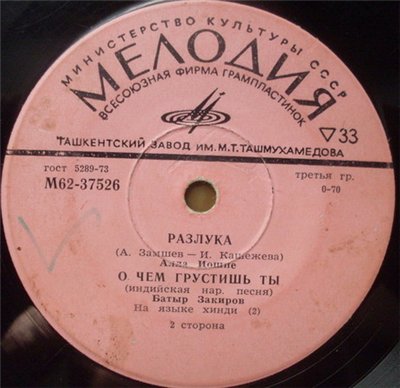 МИНИСТЕРСТВО КУЛЬТУРЫ СССР
МЕЛОДИЯ
ВСЕСОЮЗНАЯ ФИРМА ГРАМПЛАСТИНОК
▽33
ТАШКЕНТСКИЙ ЗАВОД ИМ. М.Т.ТАШМУХАМЕДОВА
гост 5289-73
третья гр.
М62-37526
0-70
РАЗЛУКА
(А. Замшев — И. Кашежева)
Алла Иошпе
О ЧЕМ ГРУСТИШЬ ТЫ
(индийская нар. песня)
Батыр Закиров
На языке хинди (2)
2 сторона